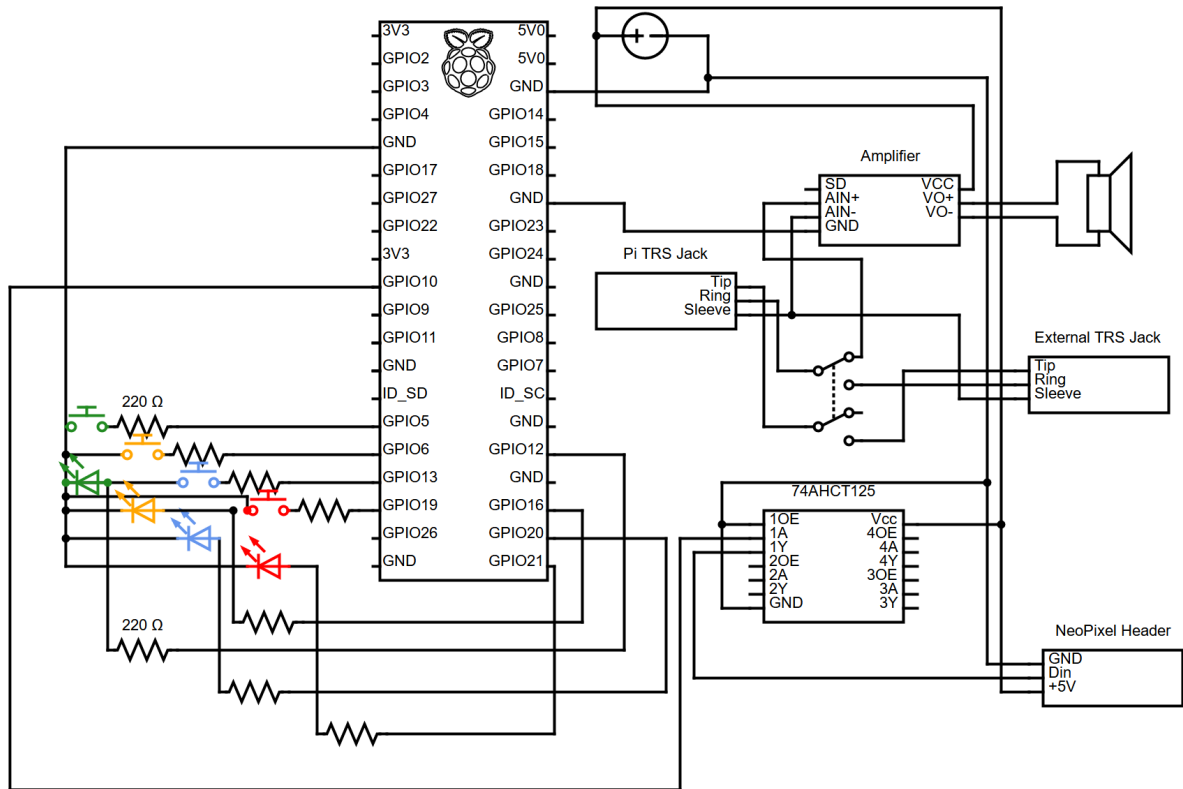 3V3
GPIO2
GPIO3
GPIO4
GND
GPIO17
GPIO27
GPIO22
3V3
GPIO10
GPIO9
GPIO11
GND
ID_SD
GPIO5
GPIO6
GPIO13
GPIO19
GPIO26
GND
5V0
5V0
GND
GPIO14
GPIO15
GPIO18
GND
GPIO23
GPIO24
GND
GPIO25
GPIO8
GPIO7
ID_SC
GND
GPIO12
GND
GPIO16
GPIO20
GPIO21
220 Ω
220 Ω
Amplifier
SD
AIN+
AIN-
GND
VCC
VO+
VO-
Pi TRS Jack
Tip
Ring
Sleeve
External TRS Jack
Tip
Ring
Sleeve
74AHCT125
1OE
1A
1Y
2OE
2A
2Y
GND
Vcc
4OE
4A
4Y
3OE
3A
3Y
NeoPixel Header
GND
Din
+5V